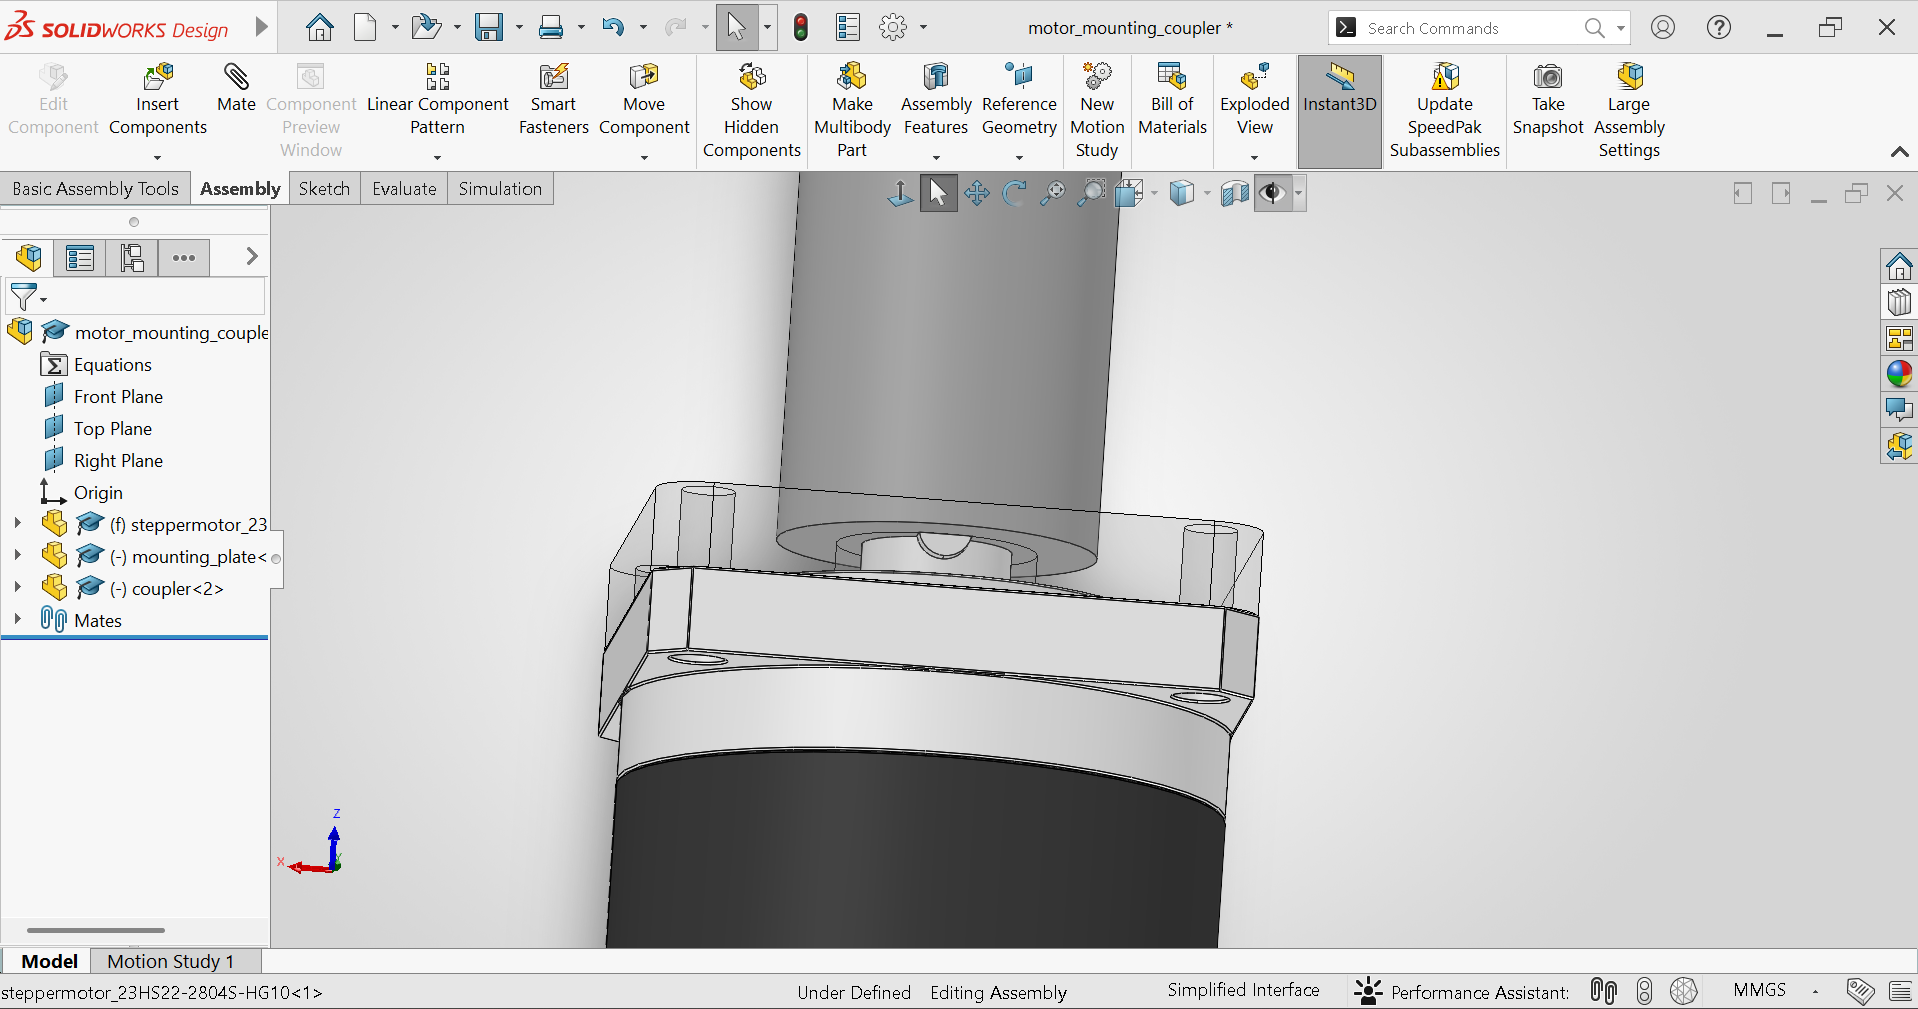 SOLIDWORKS Design
motor_mounting_coupler *
Search Commands
Edit
Component
Insert
Components
Mate
Component
Preview
Window
Linear Component
Pattern
Smart
Fasteners
Move
Component
Show
Hidden
Components
Make
Multibody
Part
Assembly
Features
Reference
Geometry
New
Motion
Study
Bill of
Materials
Exploded
View
Instant3D
Update
SpeedPak
Subassemblies
Take
Snapshot
Large
Assembly
Settings
Basic Assembly Tools
Assembly
Sketch
Evaluate
Simulation
motor_mounting_couple
Equations
Front Plane
Top Plane
Right Plane
Origin
(f) steppermotor_23
(-) mounting_plate<
(-) coupler<2>
Mates
Z
X
Y
Model
Motion Study 1
steppermotor_23HS22-2804S-HG10<1>
Under Defined
Editing Assembly
Simplified Interface
Performance Assistant:
MMGS